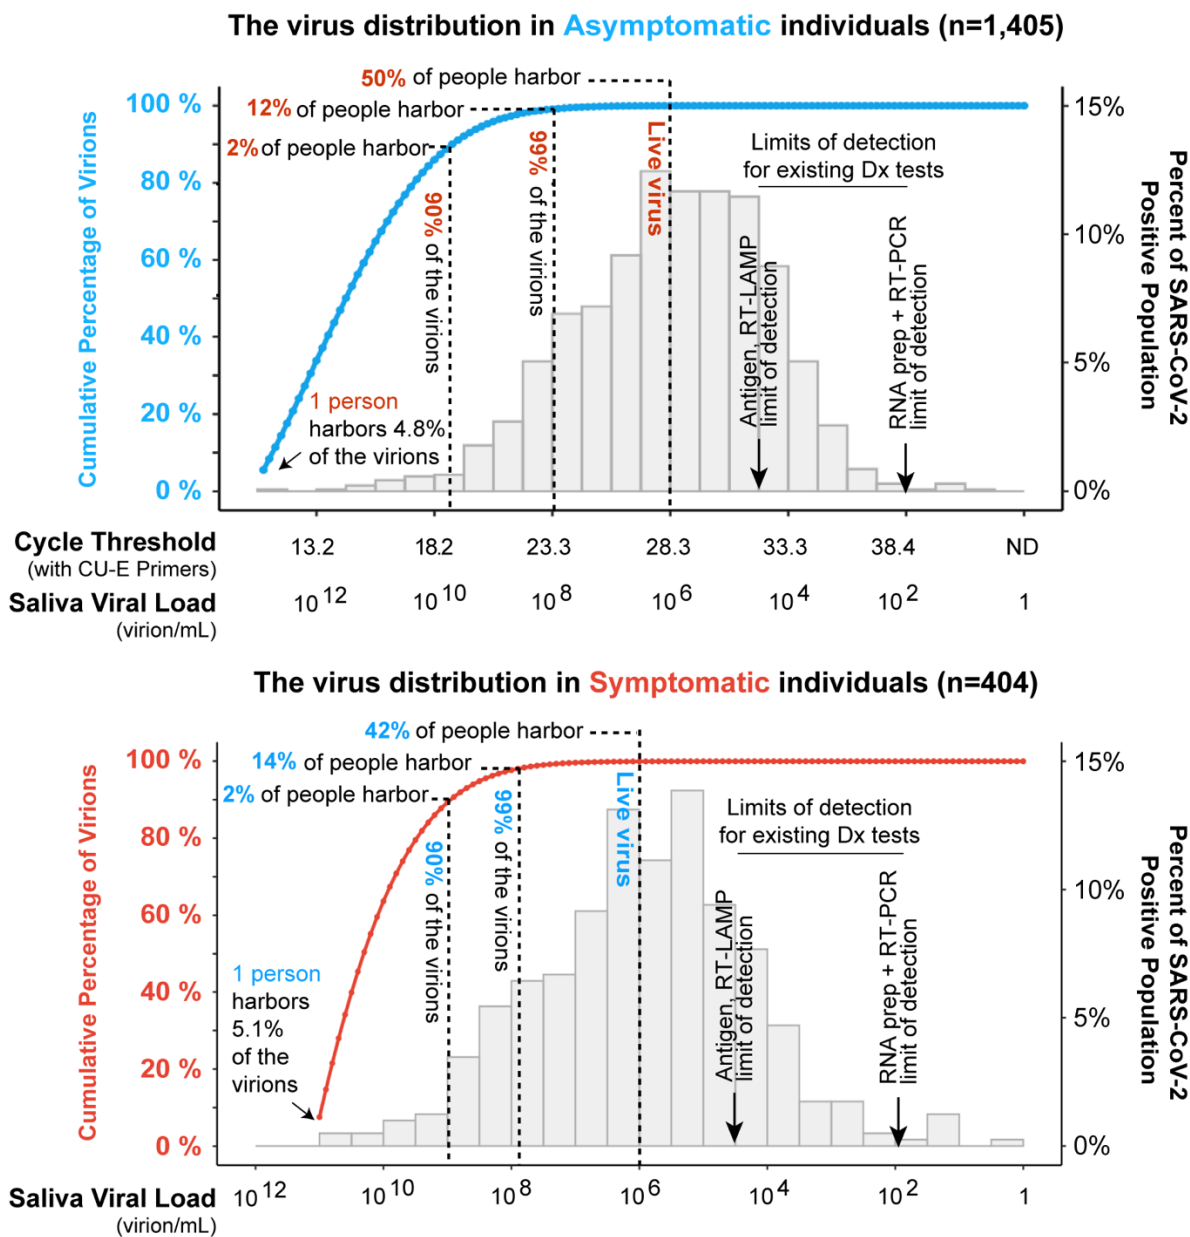 The virus distribution in Asymptomatic individuals (n=1,405)
50% of people harbor
12% of people harbor
2% of people harbor
100 %
80 %
60 %
40 %
20 %
0 %
Cumulative Percentage of Virions
90% of the virions
99% of the virions
Live virus
Limits of detection
for existing Dx tests
Antigen, RT-LAMP
limit of detection
RNA prep + RT-PCR
limit of detection
1 person
harbors 4.8%
of the virions
15%
10%
5%
0%
Percent of SARS-CoV-2
Positive Population
Cycle Threshold
(with CU-E Primers)
13.2 18.2 23.3 28.3 33.3 38.4 ND
Saliva Viral Load
(virion/mL)
10^12 10^10 10^8 10^6 10^4 10^2 1
The virus distribution in Symptomatic individuals (n=404)
42% of people harbor
14% of people harbor
2% of people harbor
100 %
80 %
60 %
40 %
20 %
0 %
Cumulative Percentage of Virions
90% of the virions
99% of the virions
Live virus
Limits of detection
for existing Dx tests
Antigen, RT-LAMP
limit of detection
RNA prep + RT-PCR
limit of detection
1 person
harbors
5.1%
of the
virions
15%
10%
5%
0%
Percent of SARS-CoV-2
Positive Population
Saliva Viral Load
(virion/mL)
10^12 10^10 10^8 10^6 10^4 10^2 1